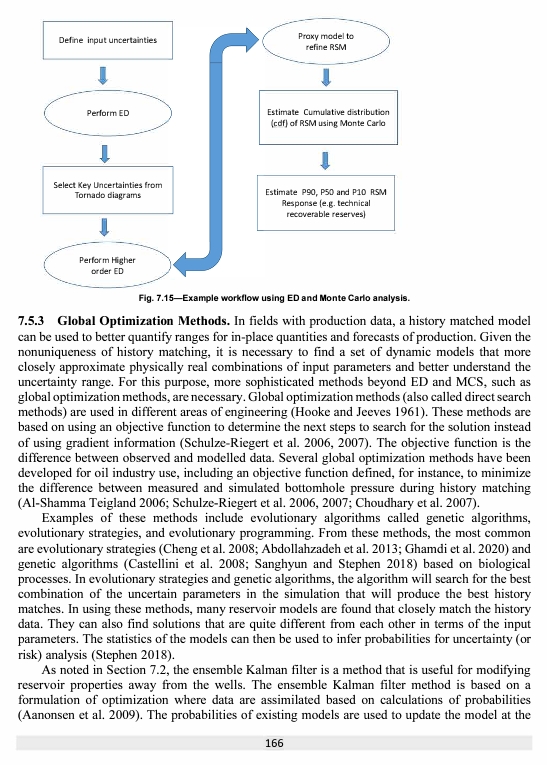 Define input uncertainties
Perform ED
Select Key Uncertainties from
Tornado diagrams
Perform Higher
order ED
Proxy model to
refine RSM
Estimate Cumulative distribution
(cdf) of RSM using Monte Carlo
Estimate P90, P50 and P10 RSM
Response (e.g. technical
recoverable reserves)
Fig. 7.15—Example workflow using ED and Monte Carlo analysis.
7.5.3 Global Optimization Methods. In fields with production data, a history matched model
can be used to better quantify ranges for in-place quantities and forecasts of production. Given the
nonuniqueness of history matching, it is necessary to find a set of dynamic models that more
closely approximate physically real combinations of input parameters and better understand the
uncertainty range. For this purpose, more sophisticated methods beyond ED and MCS, such as
global optimization methods, are necessary. Global optimization methods (also called direct search
methods) are used in different areas of engineering (Hooke and Jeeves 1961). These methods are
based on using an objective function to determine the next steps to search for the solution instead
of using gradient information (Schulze-Riegert et al. 2006, 2007). The objective function is the
difference between observed and modelled data. Several global optimization methods have been
developed for oil industry use, including an objective function defined, for instance, to minimize
the difference between measured and simulated bottomhole pressure during history matching
(Al-Shamma Teigland 2006; Schulze-Riegert et al. 2006, 2007; Choudhary et al. 2007).
Examples of these methods include evolutionary algorithms called genetic algorithms,
evolutionary strategies, and evolutionary programming. From these methods, the most common
are evolutionary strategies (Cheng et al. 2008; Abdollahzadeh et al. 2013; Ghamdi et al. 2020) and
genetic algorithms (Castellini et al. 2008; Sanghyun and Stephen 2018) based on biological
processes. In evolutionary strategies and genetic algorithms, the algorithm will search for the best
combination of the uncertain parameters in the simulation that will produce the best history
matches. In using these methods, many reservoir models are found that closely match the history
data. They can also find solutions that are quite different from each other in terms of the input
parameters. The statistics of the models can then be used to infer probabilities for uncertainty (or
risk) analysis (Stephen 2018).
As noted in Section 7.2, the ensemble Kalman filter is a method that is useful for modifying
reservoir properties away from the wells. The ensemble Kalman filter method is based on a
formulation of optimization where data are assimilated based on calculations of probabilities
(Aanonsen et al. 2009). The probabilities of existing models are used to update the model at the
166